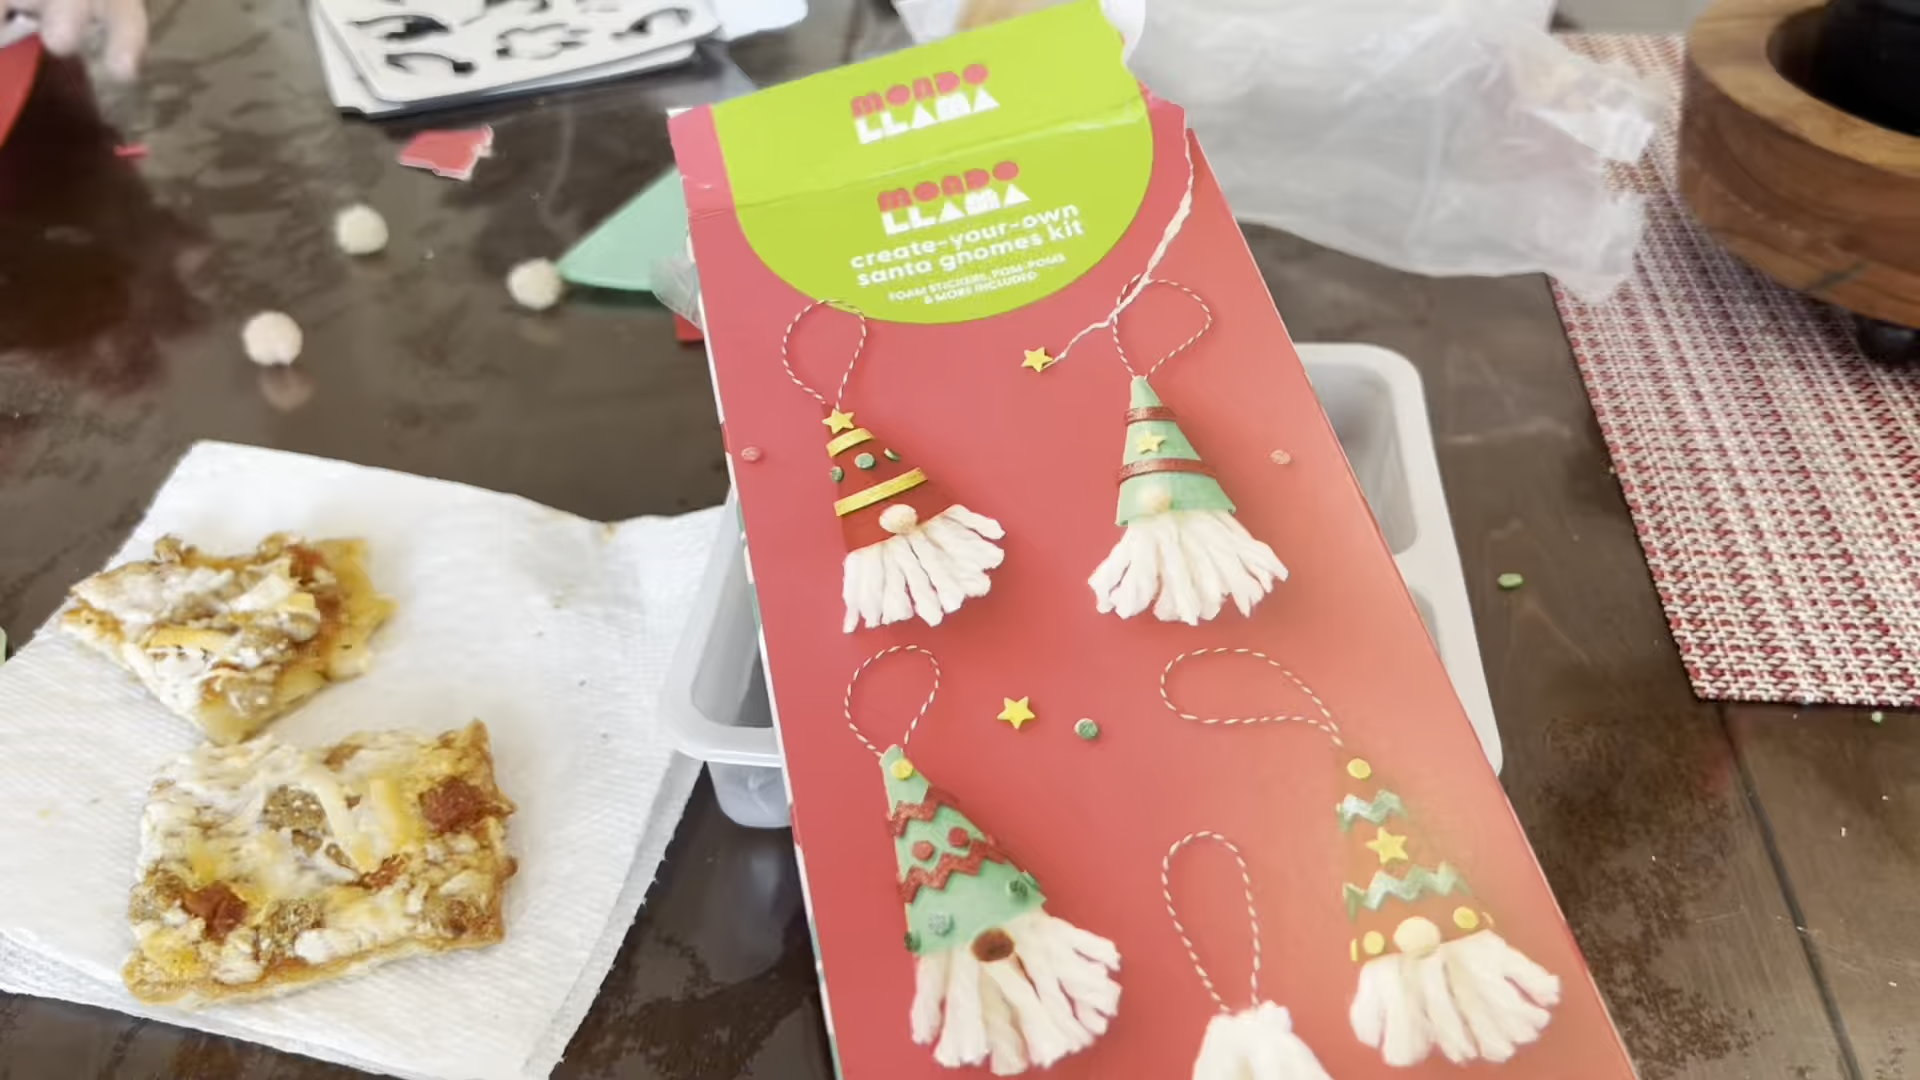 MONDO
LLAMA
MONDO
LLAMA
create-your-own
santa gnomes kit
FOAM STICKERS, POM-POMS
& MORE INCLUDED